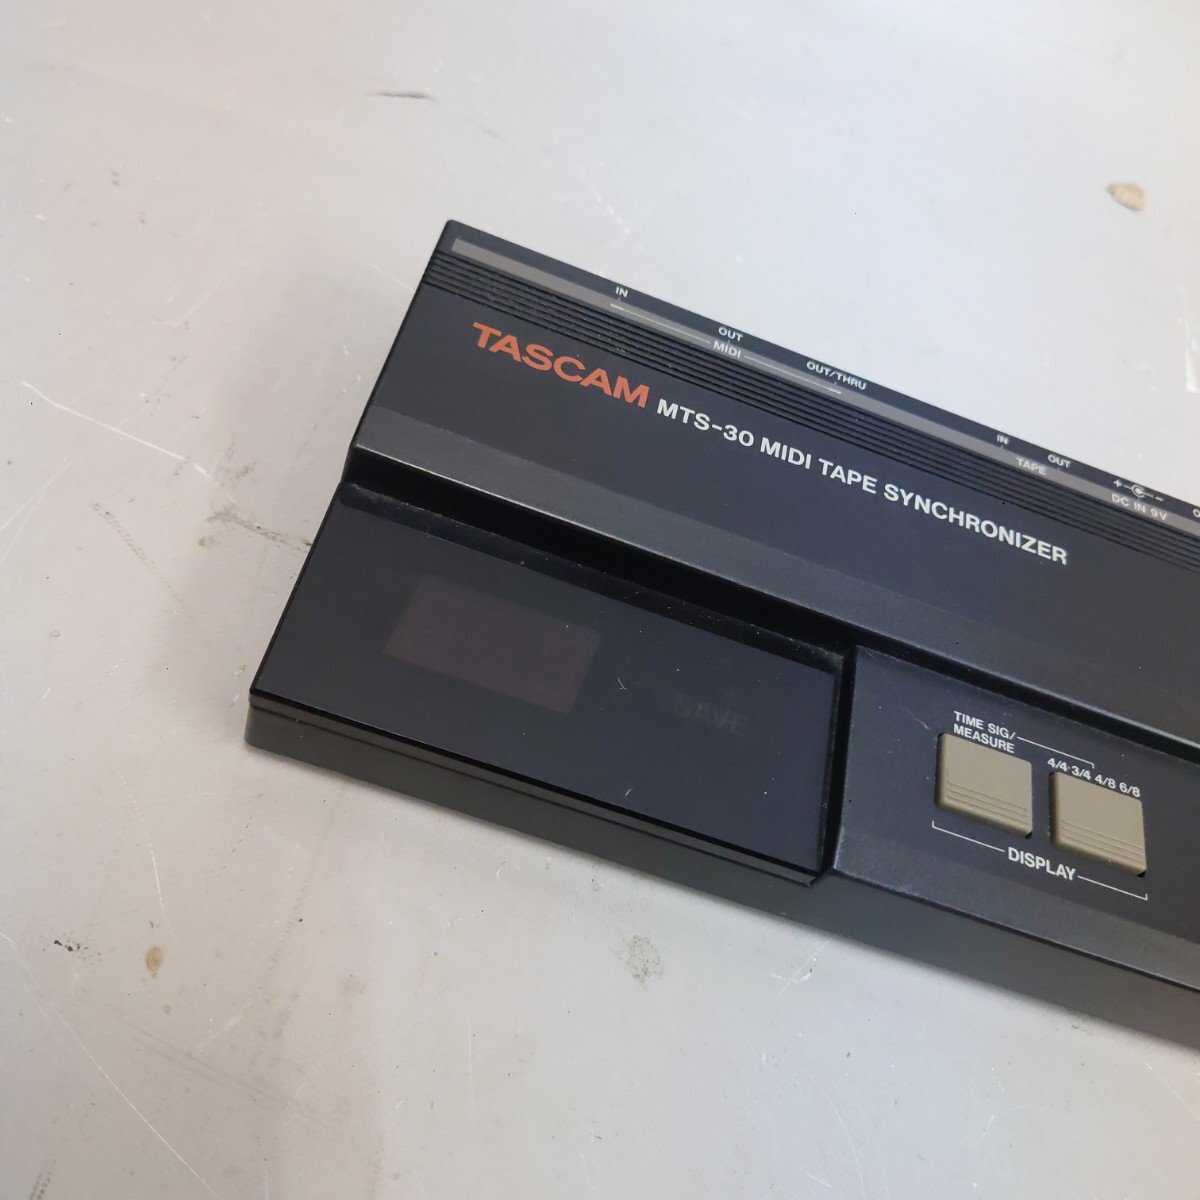 IN
OUT
MIDI
OUT/THRU
IN
TAPE
OUT
+ -
DC IN 9V
TASCAM MTS-30 MIDI TAPE SYNCHRONIZER
SAVE
TIME SIG/
MEASURE
4/4·3/4 4/8 6/8
DISPLAY